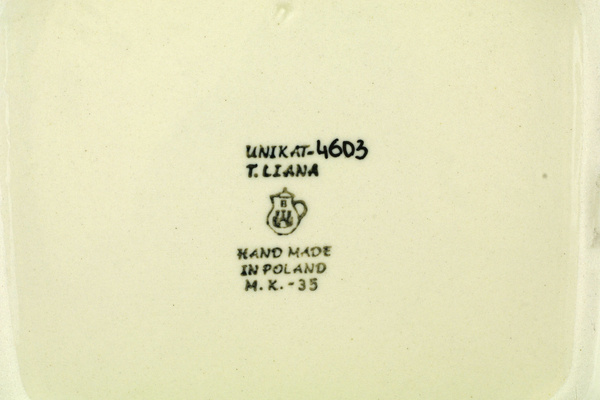 UNIKAT-4603
T. LIANA
B
HAND MADE
IN POLAND
M. K. - 35